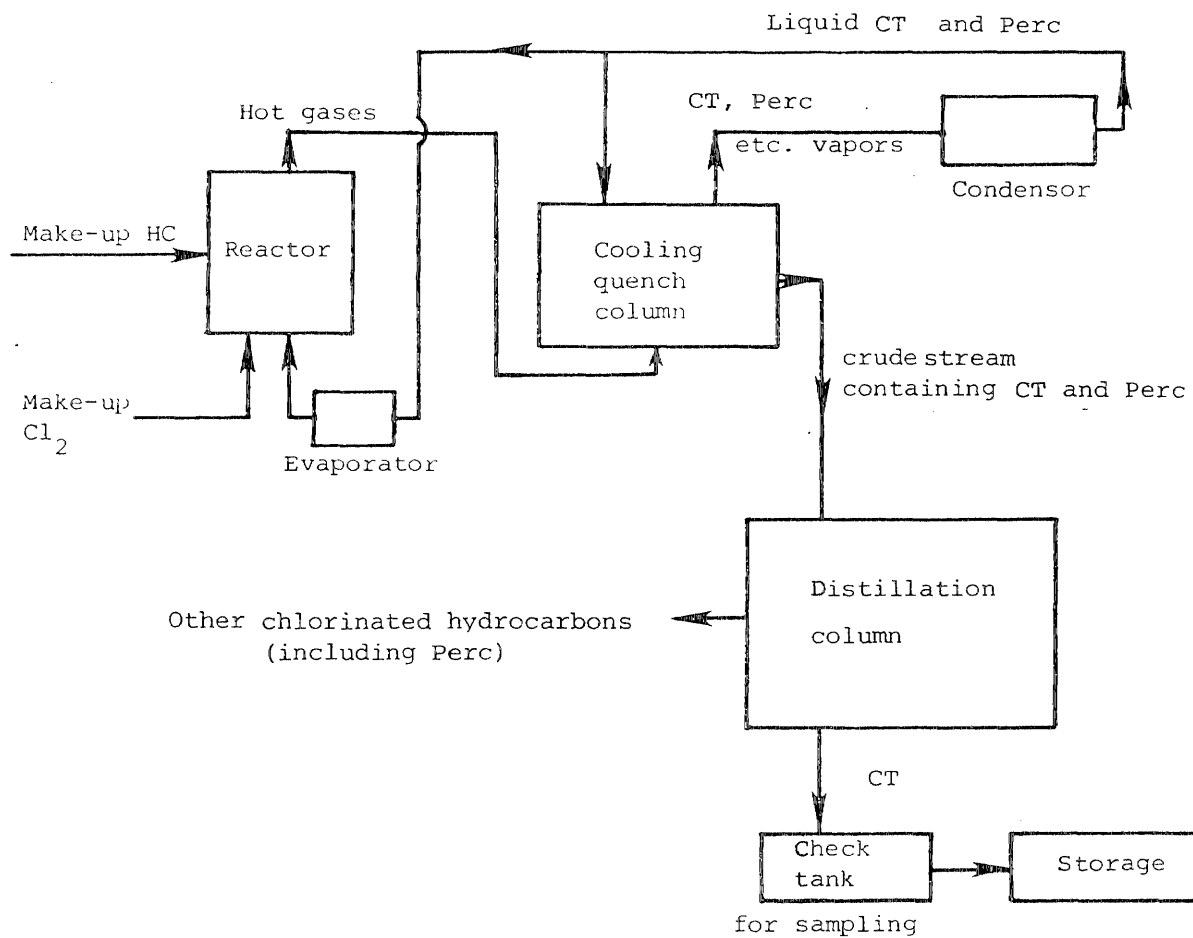 Liquid CT and Perc
Hot gases
CT, Perc
etc. vapors
Condensor
Make-up HC
Reactor
Cooling
quench
column
Make-up
Cl2
Evaporator
crude stream
containing CT and Perc
Distillation
column
Other chlorinated hydrocarbons
(including Perc)
CT
Check
tank
Storage
for sampling